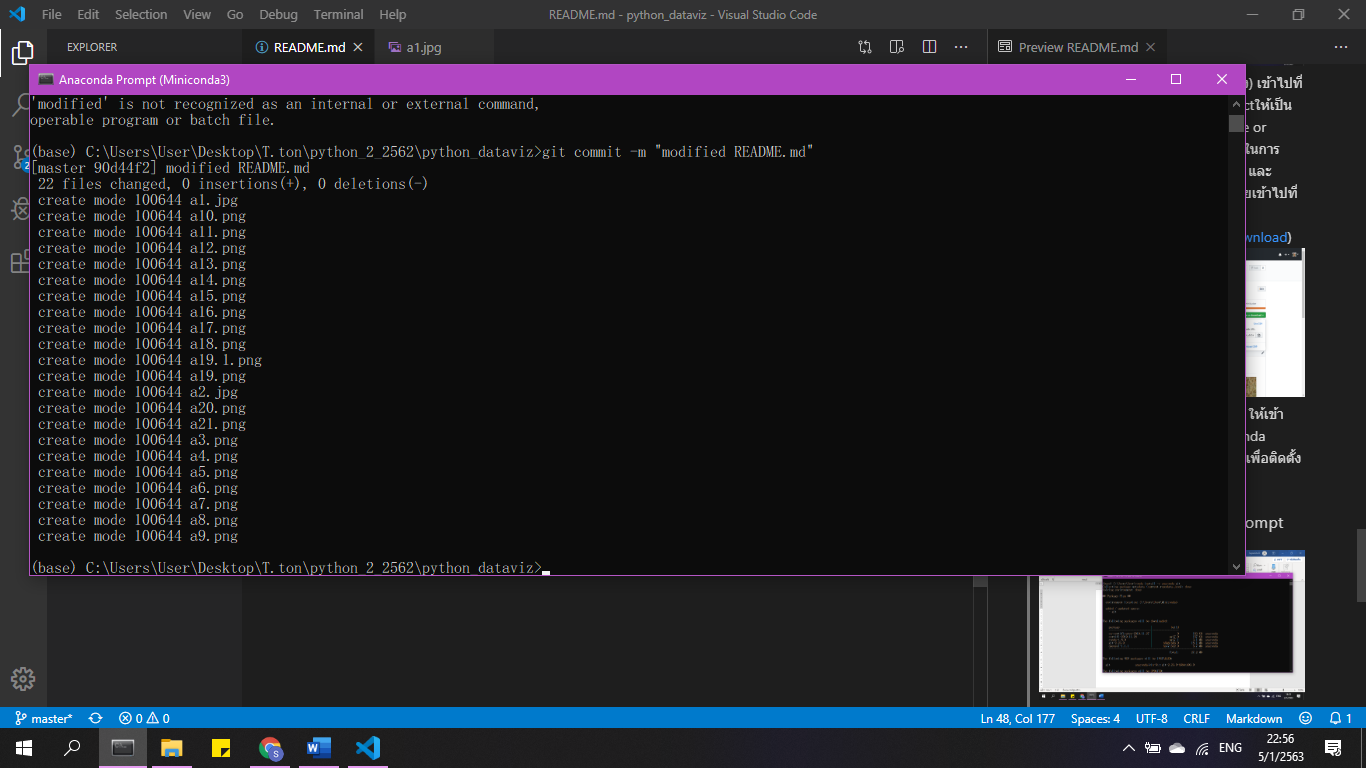 File Edit Selection View Go Debug Terminal Help README.md - python_dataviz - Visual Studio Code
EXPLORER README.md a1.jpg Preview README.md
Anaconda Prompt (Miniconda3)
'modified' is not recognized as an internal or external command,
operable program or batch file.
(base) C:\Users\User\Desktop\T.ton\python_2_2562\python_dataviz>git commit -m "modified README.md"
[master 90d44f2] modified README.md
22 files changed, 0 insertions(+), 0 deletions(-)
create mode 100644 a1.jpg
create mode 100644 a10.png
create mode 100644 a11.png
create mode 100644 a12.png
create mode 100644 a13.png
create mode 100644 a14.png
create mode 100644 a15.png
create mode 100644 a16.png
create mode 100644 a17.png
create mode 100644 a18.png
create mode 100644 a19.1.png
create mode 100644 a19.png
create mode 100644 a2.jpg
create mode 100644 a20.png
create mode 100644 a21.png
create mode 100644 a3.png
create mode 100644 a4.png
create mode 100644 a5.png
create mode 100644 a6.png
create mode 100644 a7.png
create mode 100644 a8.png
create mode 100644 a9.png
(base) C:\Users\User\Desktop\T.ton\python_2_2562\python_dataviz>
) เข้าไปที่
ctให้เป็น
e or
ในการ
และ
ยเข้าไปที่
wnload)
ให้เข้า
nda
เพื่อติดตั้ง
ompt
2
master* 0 0 Ln 48, Col 177 Spaces: 4 UTF-8 CRLF Markdown 1
ENG
22:56
5/1/2563